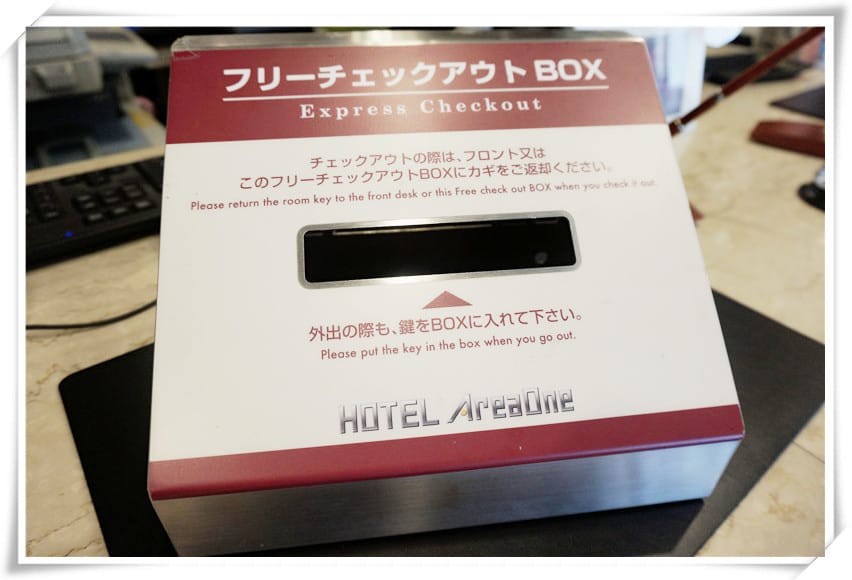 フリーチェックアウトBOX
Express Checkout
チェックアウトの際は、フロント又は
このフリーチェックアウトBOXにカギをご返却ください。
Please return the room key to the front desk or this Free check out BOX when you check it out.
外出の際も、鍵をBOXに入れて下さい。
Please put the key in the box when you go out.
HOTEL AreaOne